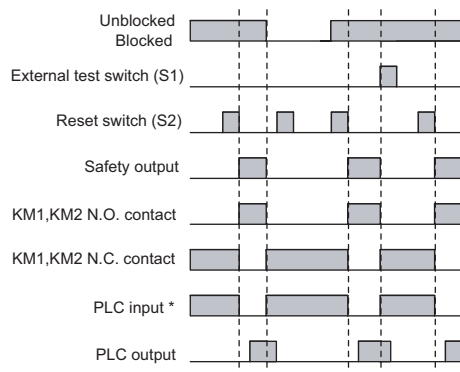 Unblocked
Blocked
External test switch (S1)
Reset switch (S2)
Safety output
KM1,KM2 N.O. contact
KM1,KM2 N.C. contact
PLC input *
PLC output